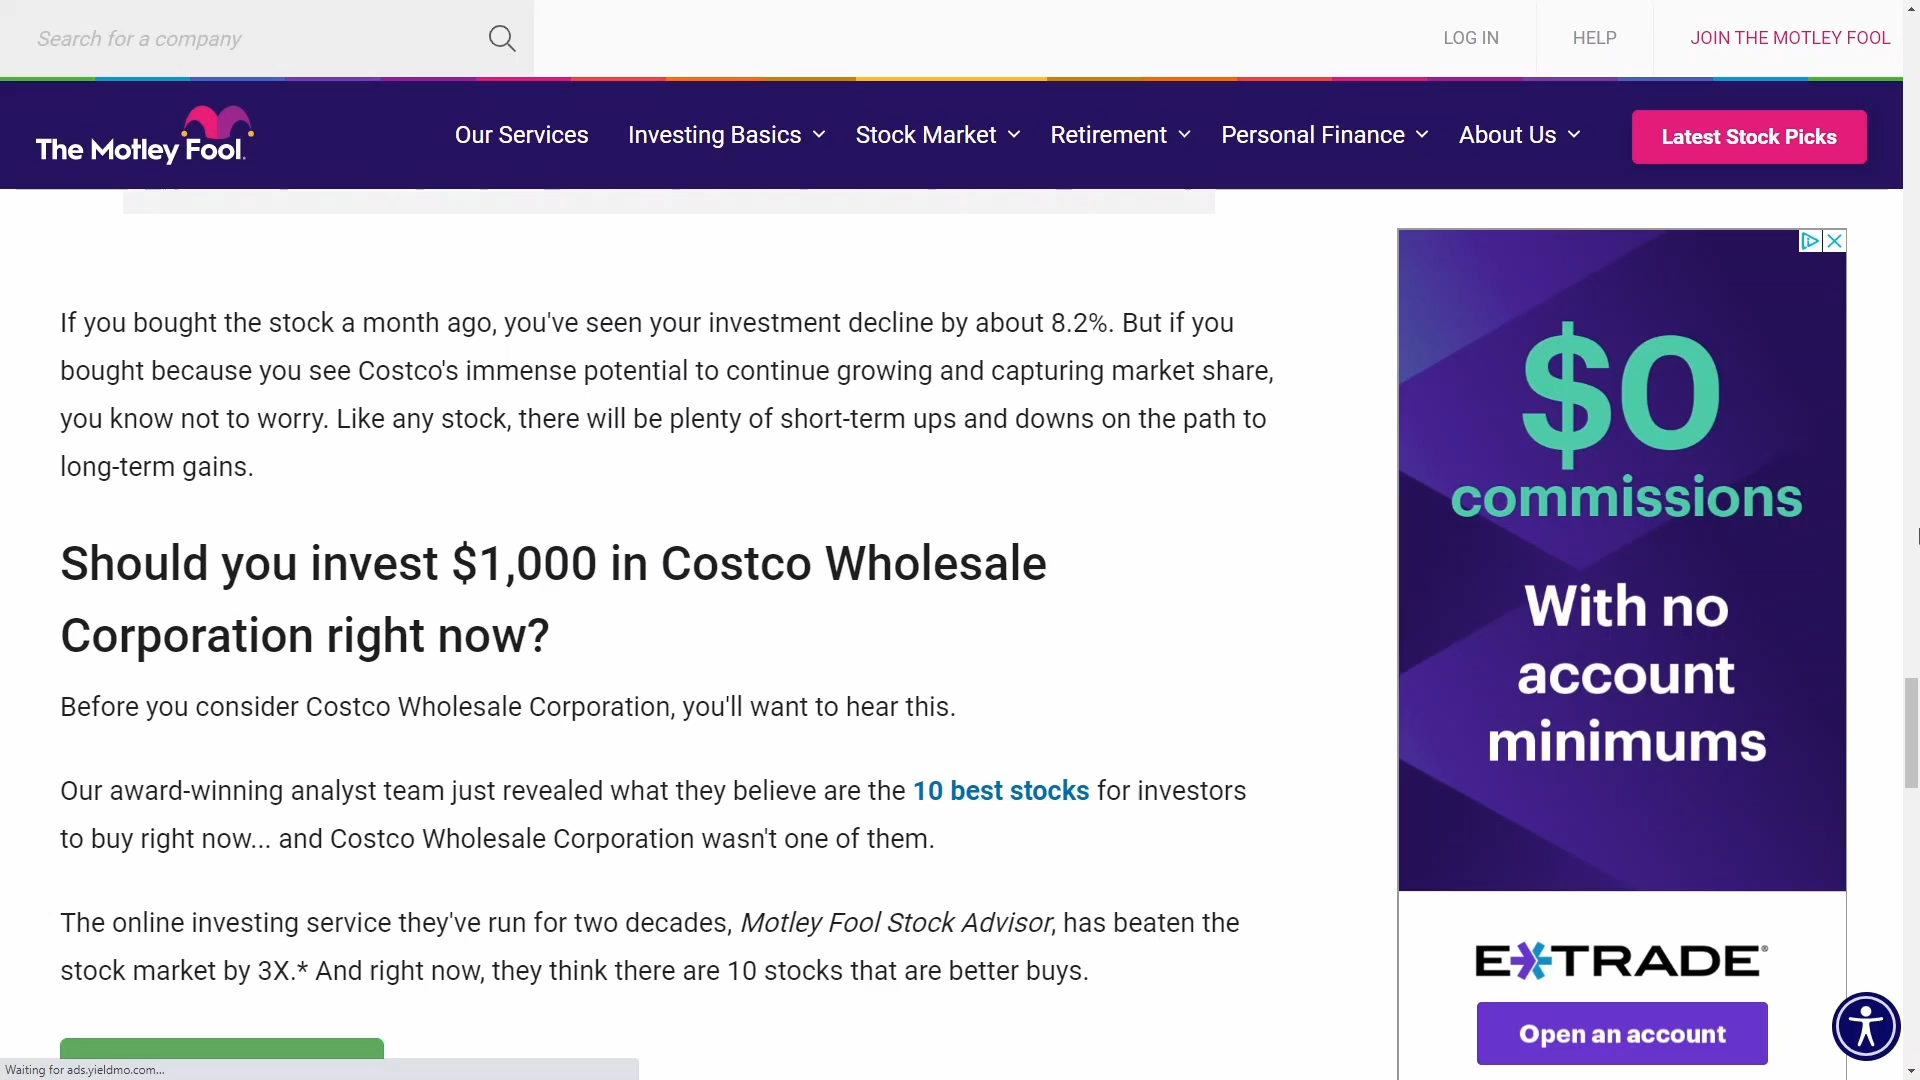 Search for a company
LOG IN
HELP
JOIN THE MOTLEY FOOL
The Motley Fool.
Our Services
Investing Basics
Stock Market
Retirement
Personal Finance
About Us
Latest Stock Picks
If you bought the stock a month ago, you've seen your investment decline by about 8.2%. But if you
bought because you see Costco's immense potential to continue growing and capturing market share,
you know not to worry. Like any stock, there will be plenty of short-term ups and downs on the path to
long-term gains.
Should you invest $1,000 in Costco Wholesale
Corporation right now?
Before you consider Costco Wholesale Corporation, you'll want to hear this.
Our award-winning analyst team just revealed what they believe are the 10 best stocks for investors
to buy right now... and Costco Wholesale Corporation wasn't one of them.
The online investing service they've run for two decades, Motley Fool Stock Advisor, has beaten the
stock market by 3X.* And right now, they think there are 10 stocks that are better buys.
$0
commissions
With no
account
minimums
E*TRADE®
Open an account
Waiting for ads.yieldmo.com...